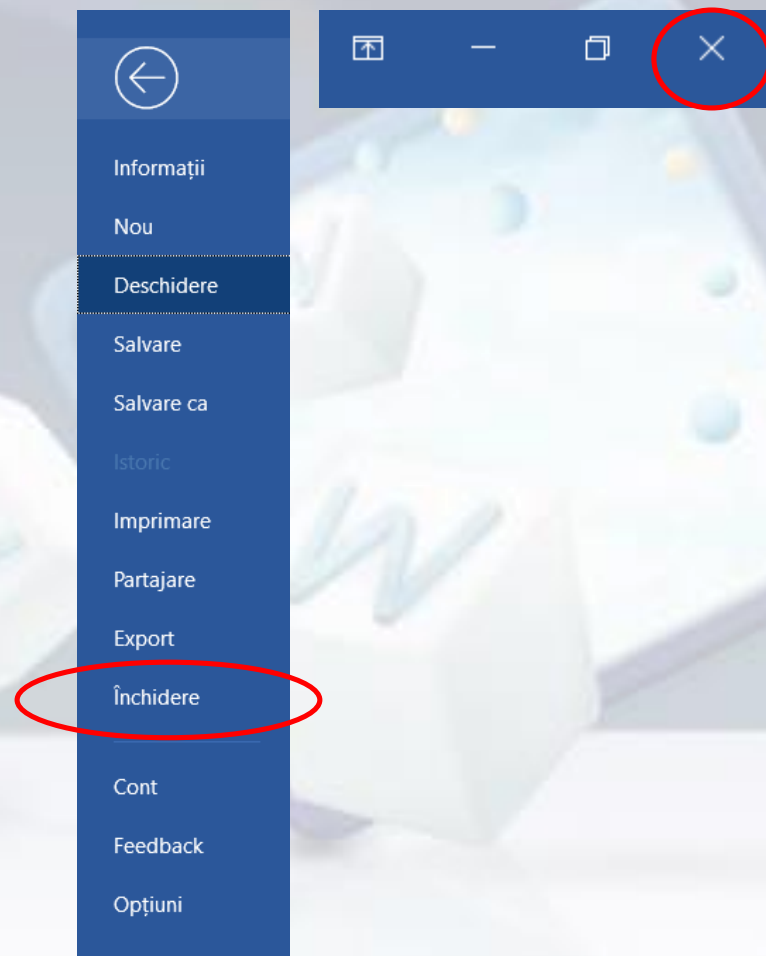 Informații
Nou
Deschidere
Salvare
Salvare ca
Istoric
Imprimare
Partajare
Export
Închidere
Cont
Feedback
Opțiuni
W